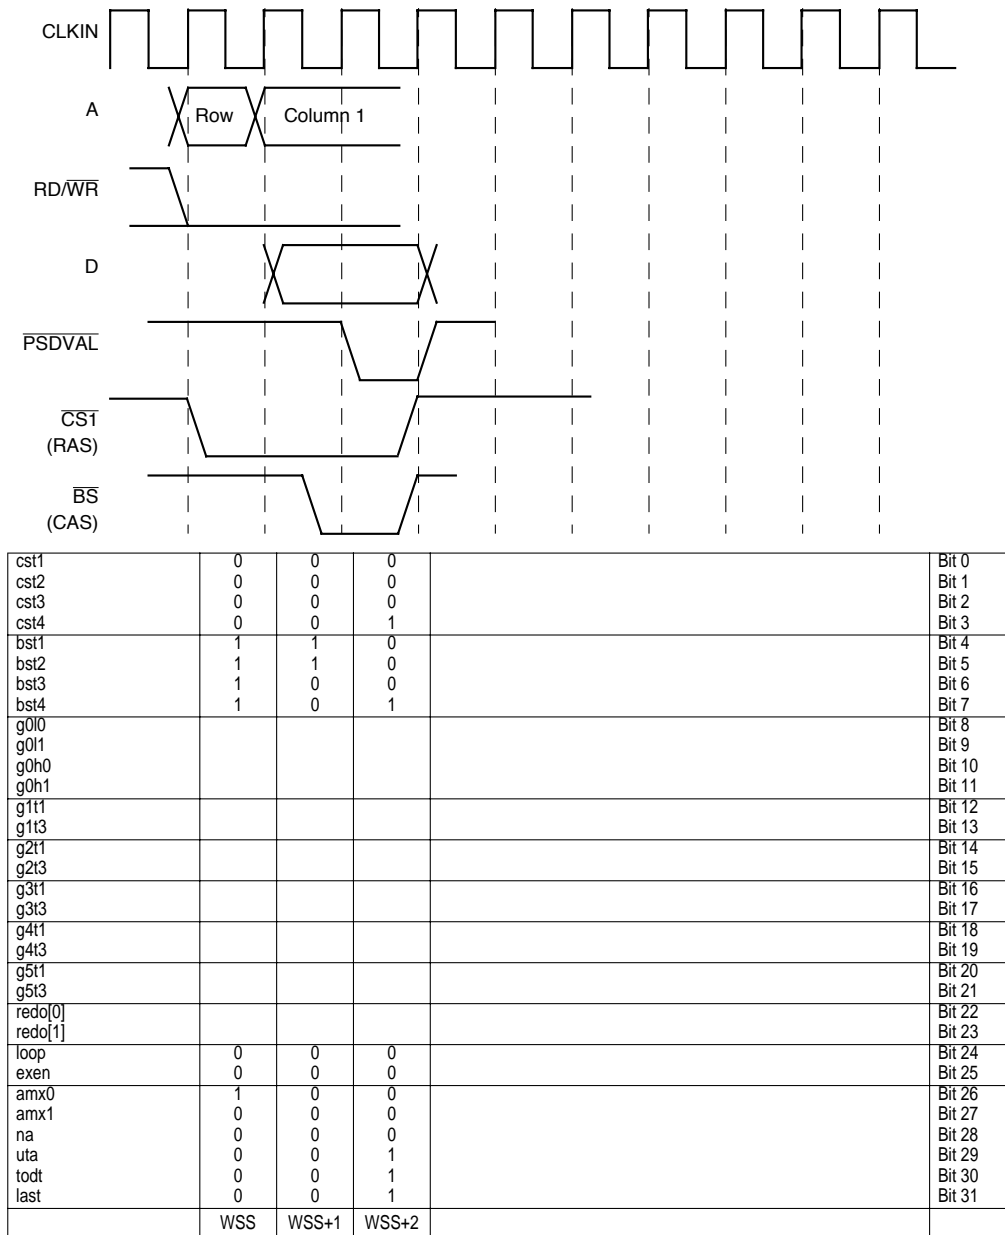 CLKIN
A
Row
Column 1
RD/WR
D
PSDVAL
CS1
(RAS)
BS
(CAS)
cst1 0 0 0 Bit 0
cst2 0 0 0 Bit 1
cst3 0 0 0 Bit 2
cst4 0 0 1 Bit 3
bst1 1 1 0 Bit 4
bst2 1 1 0 Bit 5
bst3 1 0 0 Bit 6
bst4 1 0 1 Bit 7
g0l0 Bit 8
g0l1 Bit 9
g0h0 Bit 10
g0h1 Bit 11
g1t1 Bit 12
g1t3 Bit 13
g2t1 Bit 14
g2t3 Bit 15
g3t1 Bit 16
g3t3 Bit 17
g4t1 Bit 18
g4t3 Bit 19
g5t1 Bit 20
g5t3 Bit 21
redo[0] Bit 22
redo[1] Bit 23
loop 0 0 0 Bit 24
exen 0 0 0 Bit 25
amx0 1 0 0 Bit 26
amx1 0 0 0 Bit 27
na 0 0 0 Bit 28
uta 0 0 1 Bit 29
todt 0 0 1 Bit 30
last 0 0 1 Bit 31
WSS WSS+1 WSS+2